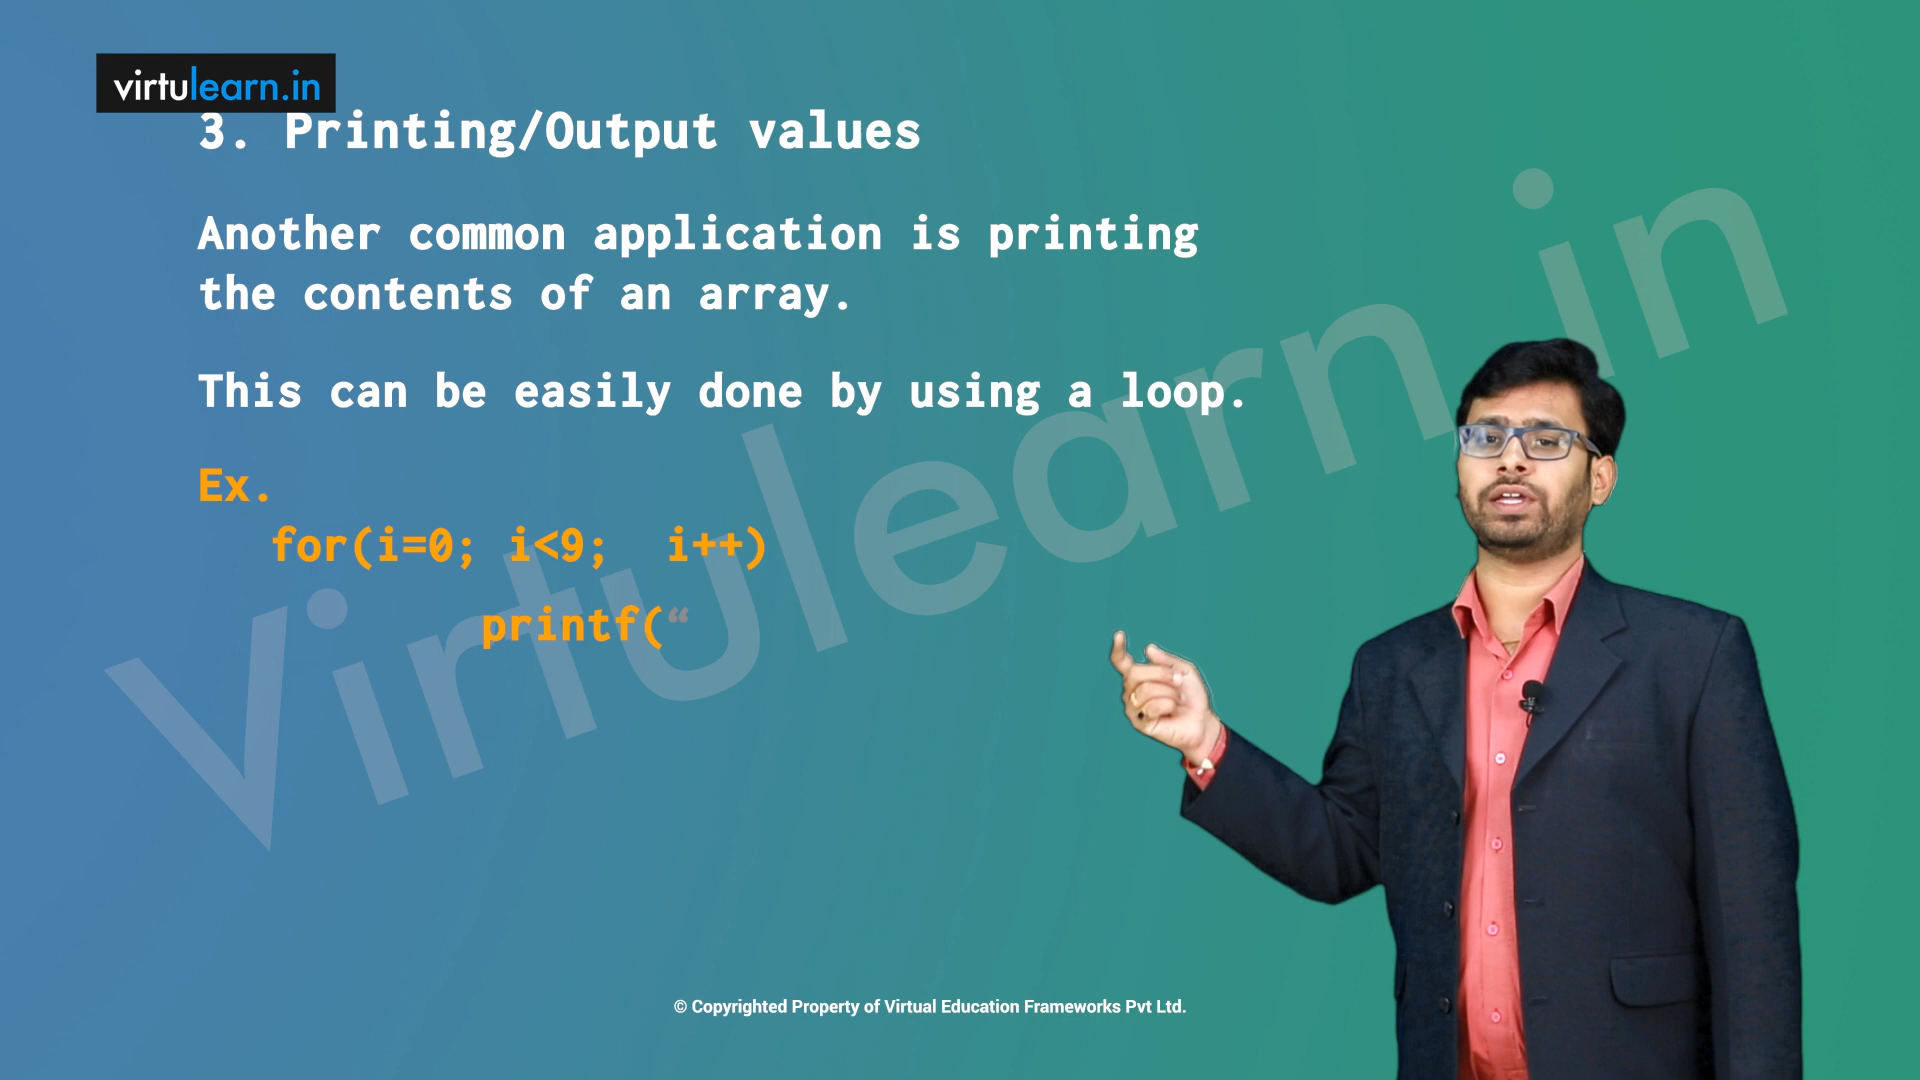 virtulearn.in
3. Printing/Output values
Another common application is printing
the contents of an array.
This can be easily done by using a loop.
Ex.
for(i=0; i<9;  i++)
printf(“
Virtulearn.in
© Copyrighted Property of Virtual Education Frameworks Pvt Ltd.